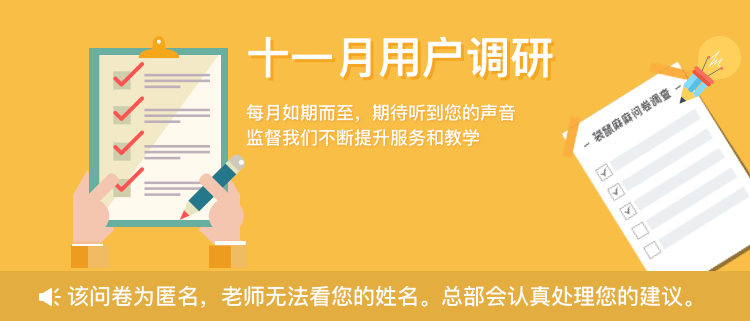 十一月用户调研
每月如期而至，期待听到您的声音
监督我们不断提升服务和教学
袋鼠麻麻问卷调查
该问卷为匿名，老师无法看您的姓名。总部会认真处理您的建议。